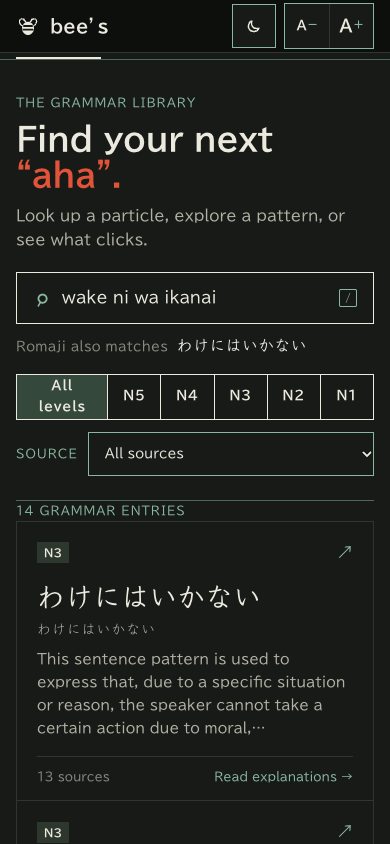 bee's
A−
A+
THE GRAMMAR LIBRARY
Find your next
“aha”.
Look up a particle, explore a pattern, or
see what clicks.
wake ni wa ikanai
/
Romaji also matches わけにはいかない
All
levels
N5
N4
N3
N2
N1
SOURCE
All sources
14 GRAMMAR ENTRIES
N3
↗
わけにはいかない
わけにはいかない
This sentence pattern is used to
express that, due to a specific situation
or reason, the speaker cannot take a
certain action due to moral,⋯
13 sources
Read explanations →
N3
↗